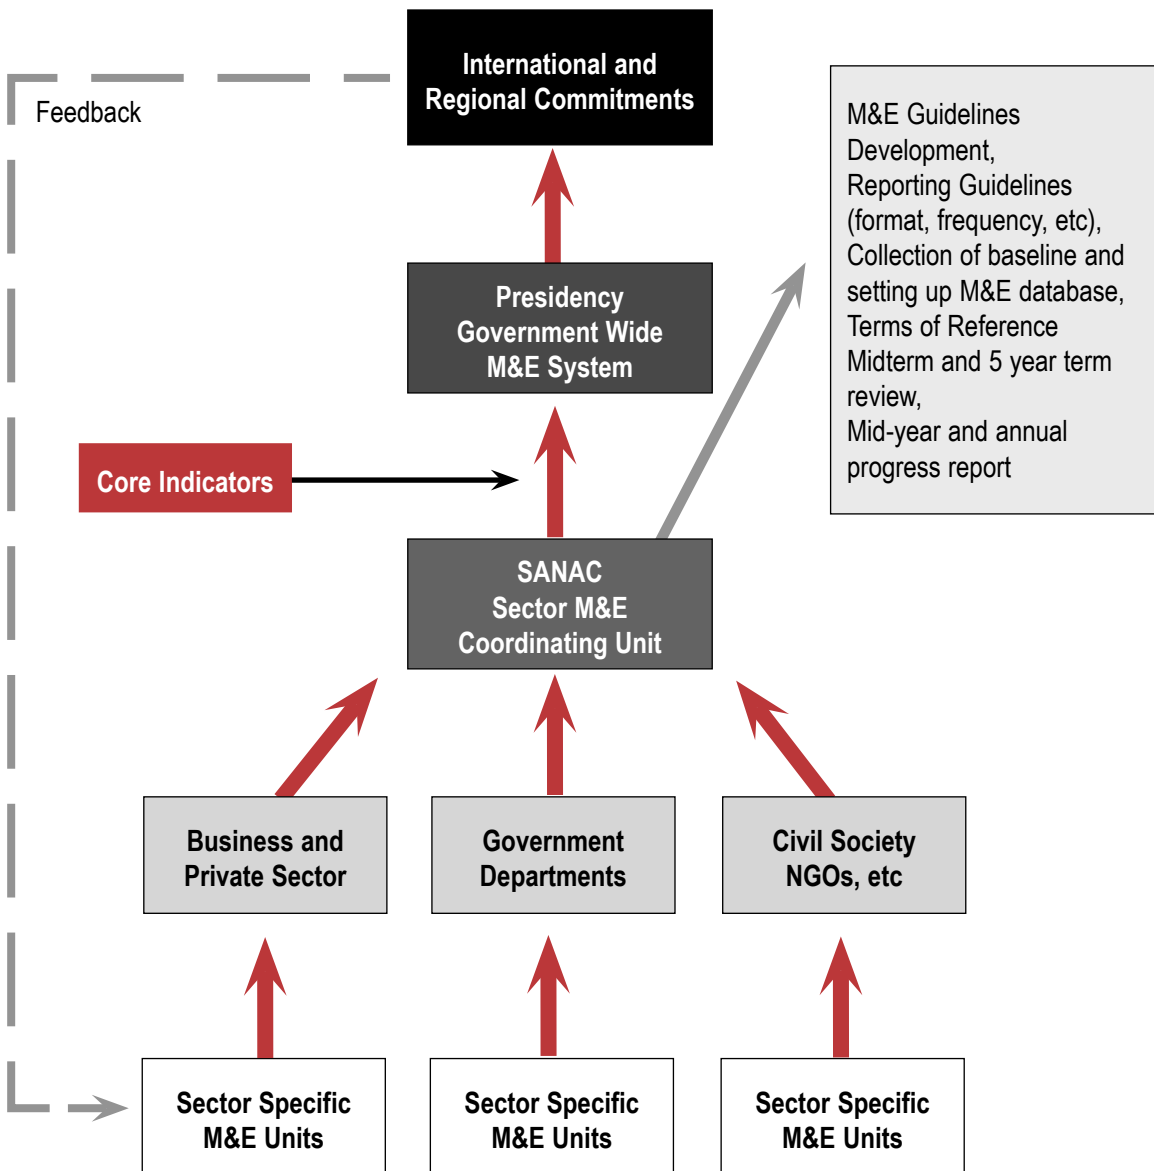 International and
Regional Commitments
Feedback
M&E Guidelines
Development,
Reporting Guidelines
(format, frequency, etc),
Collection of baseline and
setting up M&E database,
Terms of Reference
Midterm and 5 year term
review,
Mid-year and annual
progress report
Presidency
Government Wide
M&E System
Core Indicators
SANAC
Sector M&E
Coordinating Unit
Business and
Private Sector
Government
Departments
Civil Society
NGOs, etc
Sector Specific
M&E Units
Sector Specific
M&E Units
Sector Specific
M&E Units